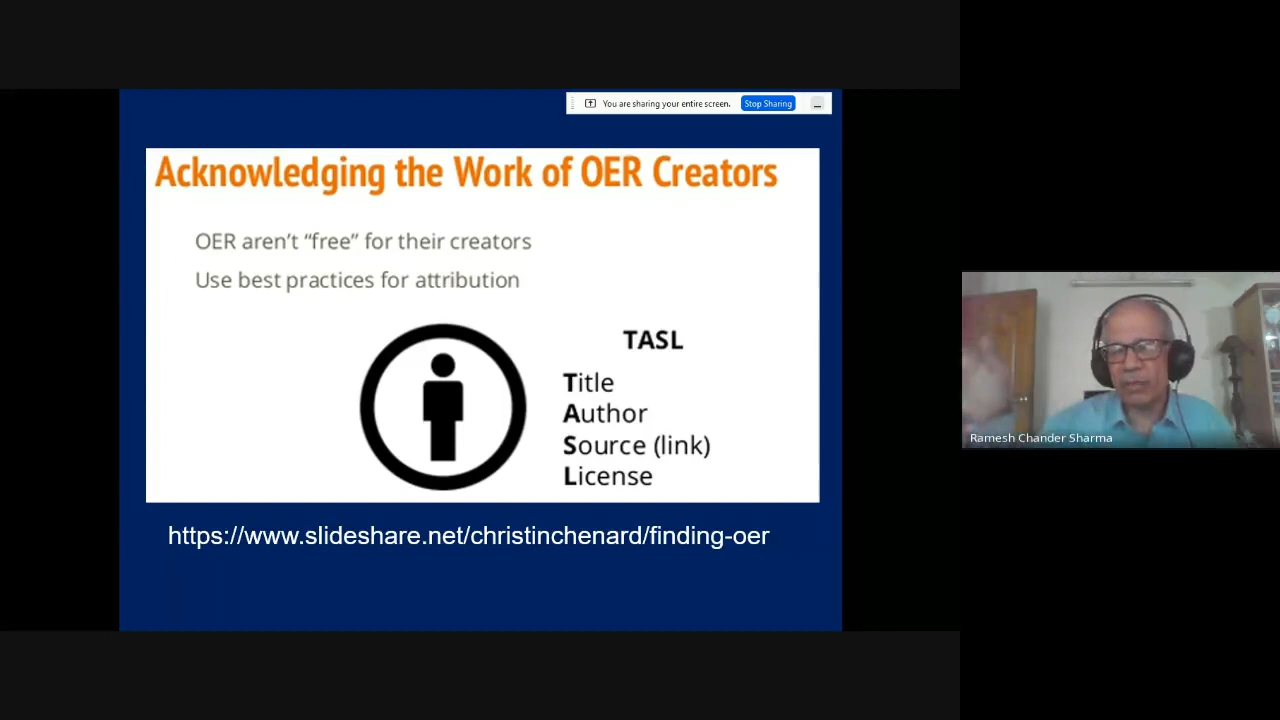 You are sharing your entire screen. Stop Sharing
Acknowledging the Work of OER Creators
OER aren't “free” for their creators
Use best practices for attribution
TASL
Title
Author
Source (link)
License
https://www.slideshare.net/christinchenard/finding-oer
Ramesh Chander Sharma